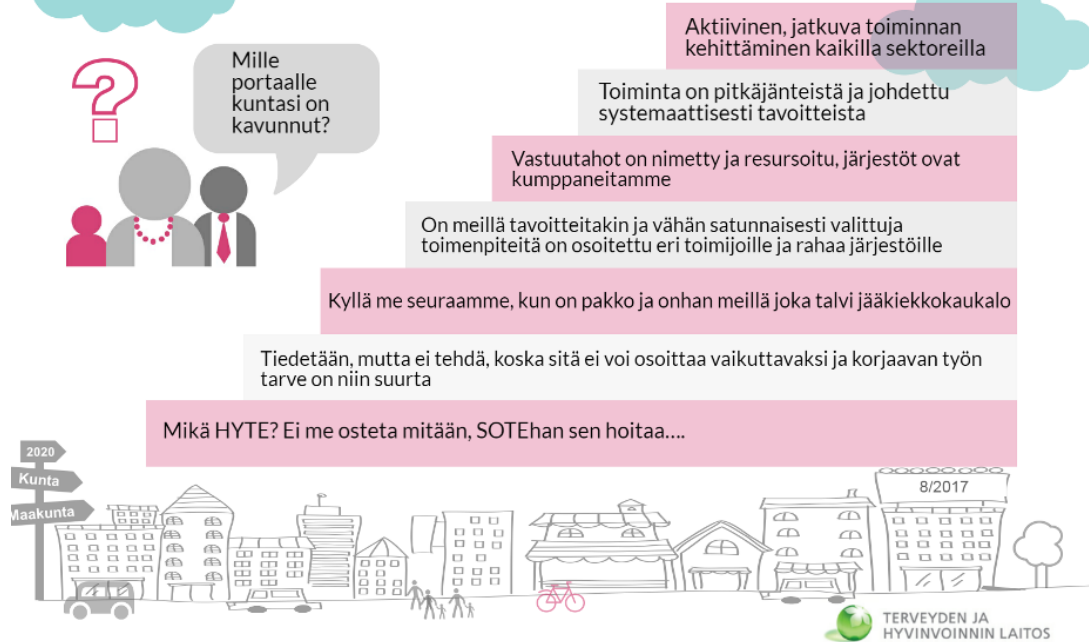 Mille
portaalle
kuntasi on
kavunnut?
Aktiivinen, jatkuva toiminnan
kehittäminen kaikilla sektoreilla
Toiminta on pitkäjänteistä ja johdettu
systemaattisesti tavoitteista
Vastuutahot on nimetty ja resursoitu, järjestöt ovat
kumppaneitamme
On meillä tavoitteitakin ja vähän satunnaisesti valittuja
toimenpiteitä on osoitettu eri toimijoille ja rahaa järjestöille
Kyllä me seuraamme, kun on pakko ja onhan meillä joka talvi jääkiekkokaukalo
Tiedetään, mutta ei tehdä, koska sitä ei voi osoittaa vaikuttavaksi ja korjaavan työn
tarve on niin suurta
Mikä HYTE? Ei me osteta mitään, SOTEhan sen hoitaa....
2020
Kunta
Maakunta
8/2017
TERVEYDEN JA
HYVINVOINNIN LAITOS